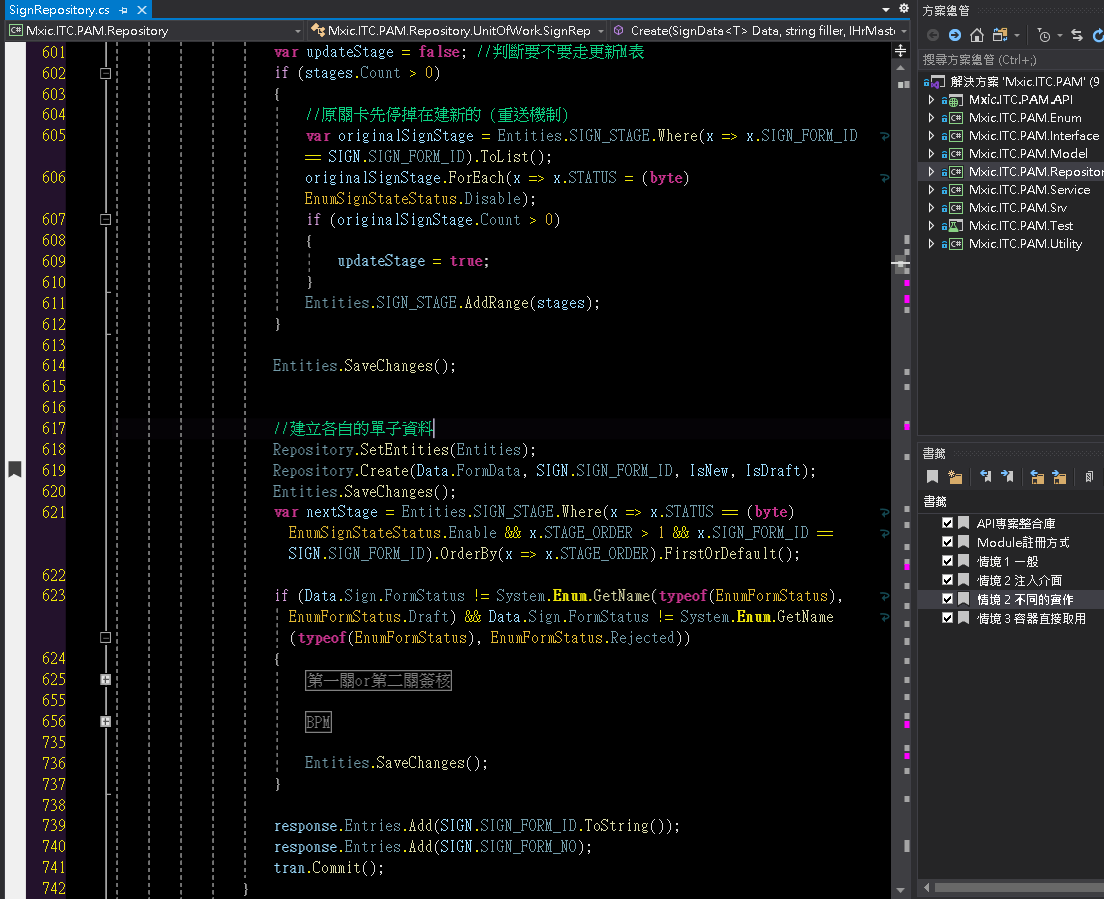 SignRepository.cs
Mxic.ITC.PAM.Repository
Mxic.ITC.PAM.Repository.UnitOfWork.SignRep
Create(SignData<T> Data, string filler, IHrMast
601 var updateStage = false; //判斷要不要走更新M表
602 if (stages.Count > 0)
603 {
604 //原關卡先停掉在建新的 (重送機制)
605 var originalSignStage = Entities.SIGN_STAGE.Where(x => x.SIGN_FORM_ID
== SIGN.SIGN_FORM_ID).ToList();
606 originalSignStage.ForEach(x => x.STATUS = (byte)
EnumSignStateStatus.Disable);
607 if (originalSignStage.Count > 0)
608 {
609 updateStage = true;
610 }
611 Entities.SIGN_STAGE.AddRange(stages);
612 }
613
614 Entities.SaveChanges();
615
616
617 //建立各自的單子資料
618 Repository.SetEntities(Entities);
619 Repository.Create(Data.FormData, SIGN.SIGN_FORM_ID, IsNew, IsDraft);
620 Entities.SaveChanges();
621 var nextStage = Entities.SIGN_STAGE.Where(x => x.STATUS == (byte)
EnumSignStateStatus.Enable && x.STAGE_ORDER > 1 && x.SIGN_FORM_ID ==
SIGN.SIGN_FORM_ID).OrderBy(x => x.STAGE_ORDER).FirstOrDefault();
622
623 if (Data.Sign.FormStatus != System.Enum.GetName(typeof(EnumFormStatus),
EnumFormStatus.Draft) && Data.Sign.FormStatus != System.Enum.GetName
(typeof(EnumFormStatus), EnumFormStatus.Rejected))
624 {
625 第一關or第二關簽核
655
656 BPM
735
736 Entities.SaveChanges();
737 }
738
739 response.Entries.Add(SIGN.SIGN_FORM_ID.ToString());
740 response.Entries.Add(SIGN.SIGN_FORM_NO);
741 tran.Commit();
742 }
方案總管
搜尋方案總管 (Ctrl+;)
解決方案 'Mxic.ITC.PAM' (9
Mxic.ITC.PAM.API
Mxic.ITC.PAM.Enum
Mxic.ITC.PAM.Interface
Mxic.ITC.PAM.Model
Mxic.ITC.PAM.Repositor
Mxic.ITC.PAM.Service
Mxic.ITC.PAM.Srv
Mxic.ITC.PAM.Test
Mxic.ITC.PAM.Utility
書籤
書籤
API專案整合庫
Module註冊方式
情境 1 一般
情境 2 注入介面
情境 2 不同的實作
情境 3 容器直接取用